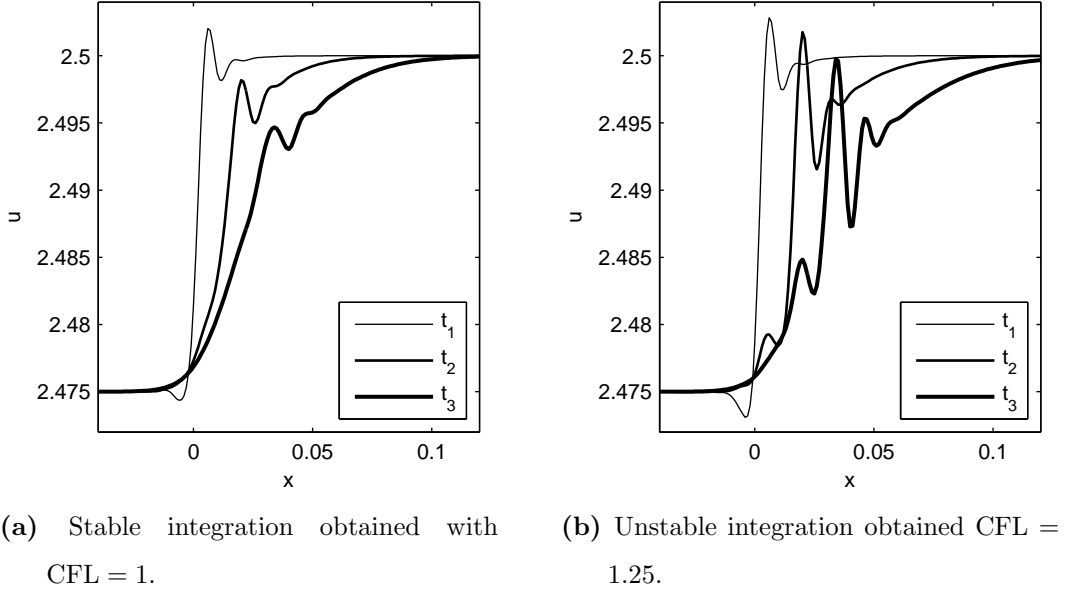 2.5
2.495
2.49
2.485
2.48
2.475
u
0
0.05
0.1
x
t1
t2
t3
2.5
2.495
2.49
2.485
2.48
2.475
u
0
0.05
0.1
x
t1
t2
t3
(a) Stable integration obtained with
CFL = 1.
(b) Unstable integration obtained CFL =
1.25.